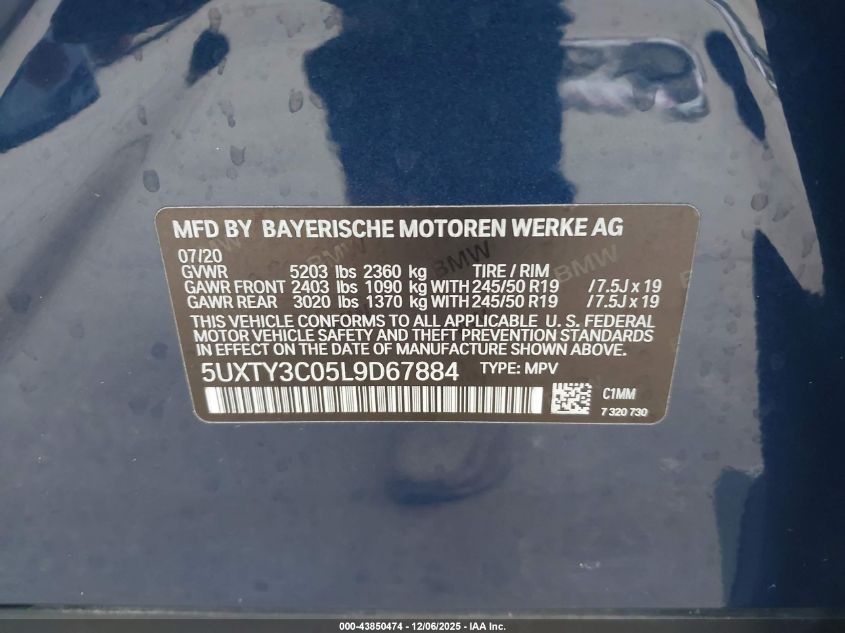 MFD BY BAYERISCHE MOTOREN WERKE AG
07/20
GVWR 5203 lbs 2360 kg TIRE / RIM
GAWR FRONT 2403 lbs 1090 kg WITH 245/50 R19 /7.5J x 19
GAWR REAR 3020 lbs 1370 kg WITH 245/50 R19 /7.5J x 19
THIS VEHICLE CONFORMS TO ALL APPLICABLE U. S. FEDERAL
MOTOR VEHICLE SAFETY AND THEFT PREVENTION STANDARDS
IN EFFECT ON THE DATE OF MANUFACTURE SHOWN ABOVE.
5UXTY3C05L9D67884 TYPE: MPV
C1MM
7 320 730
BMW
BMW
BMW
000-43850474 - 12/06/2025 - IAA Inc.